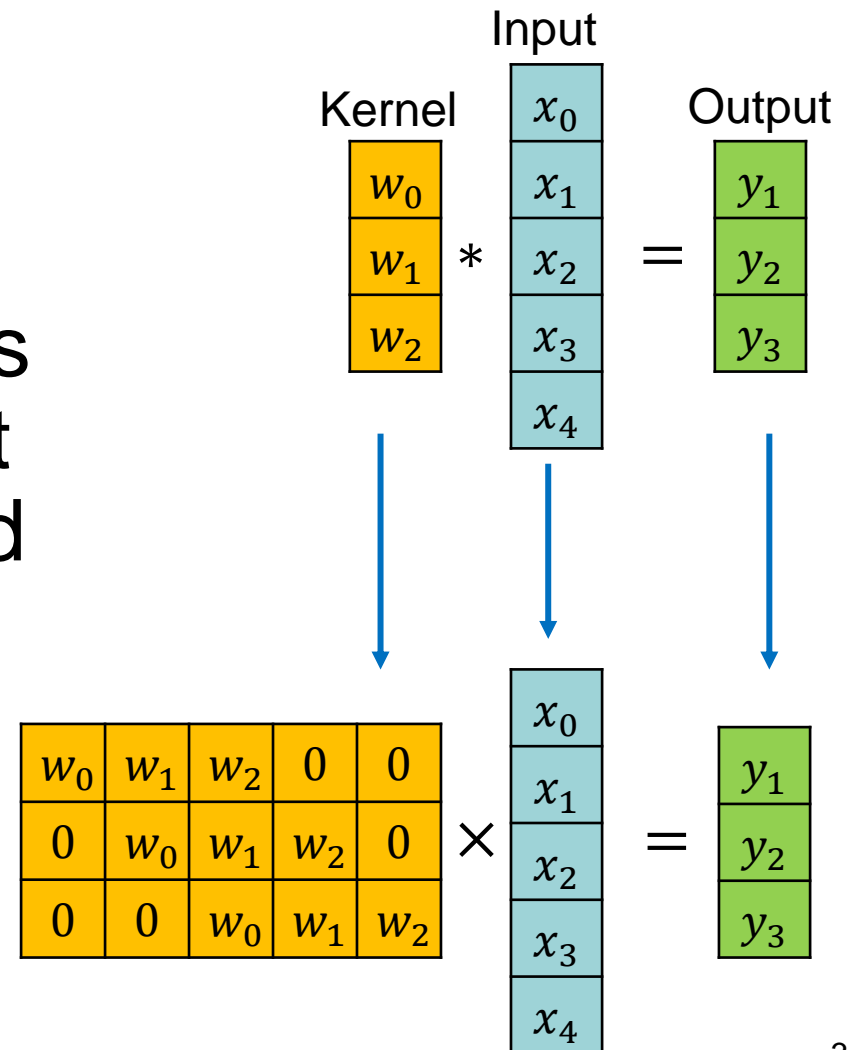 Input
Kernel Output
x₀
w₀ x₁ y₁
w₁ * x₂ = y₂
w₂ x₃ y₃
x₄
s
t
d
x₀
w₀ w₁ w₂ 0 0 x₁ y₁
0 w₀ w₁ w₂ 0 × x₂ = y₂
0 0 w₀ w₁ w₂ x₃ y₃
x₄